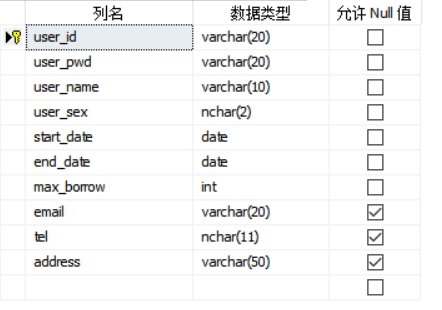 列名 数据类型 允许 Null 值
user_id varchar(20)
user_pwd varchar(20)
user_name varchar(10)
user_sex nchar(2)
start_date date
end_date date
max_borrow int
email varchar(20)
tel nchar(11)
address varchar(50)